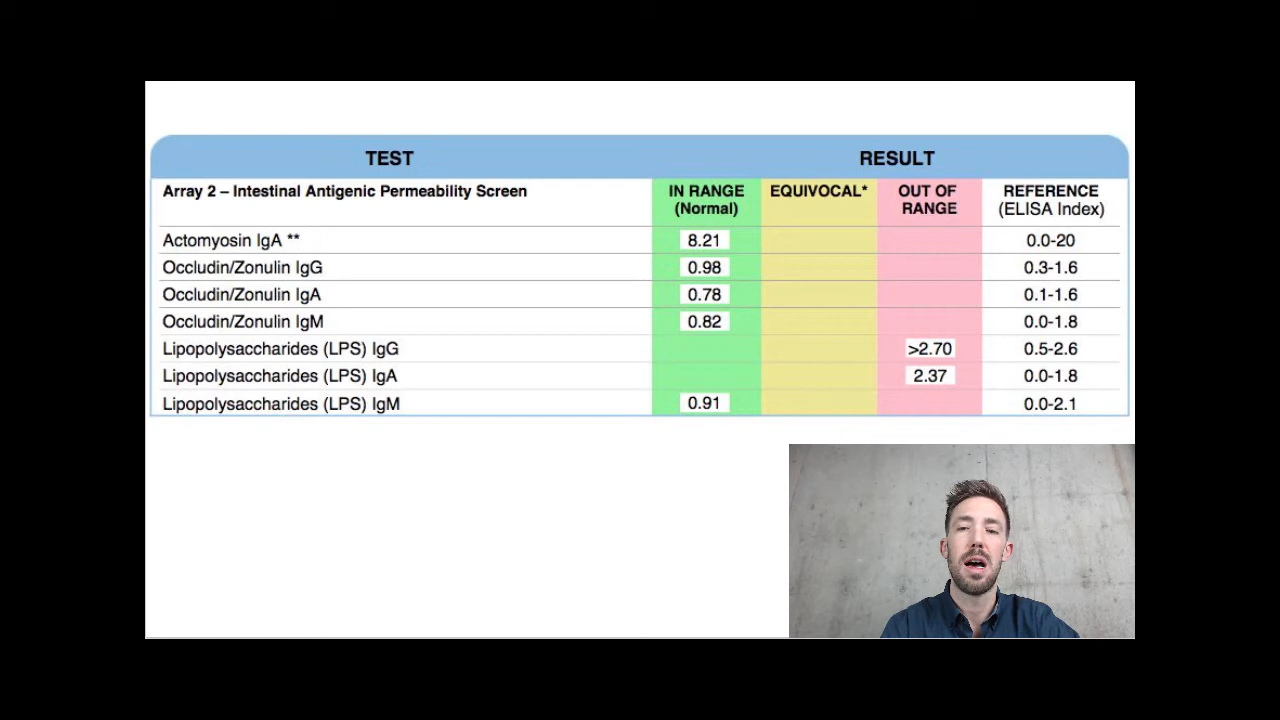 TEST RESULT
Array 2 – Intestinal Antigenic Permeability Screen IN RANGE EQUIVOCAL* OUT OF REFERENCE
(Normal) RANGE (ELISA Index)
Actomyosin IgA ** 8.21 0.0-20
Occludin/Zonulin IgG 0.98 0.3-1.6
Occludin/Zonulin IgA 0.78 0.1-1.6
Occludin/Zonulin IgM 0.82 0.0-1.8
Lipopolysaccharides (LPS) IgG >2.70 0.5-2.6
Lipopolysaccharides (LPS) IgA 2.37 0.0-1.8
Lipopolysaccharides (LPS) IgM 0.91 0.0-2.1